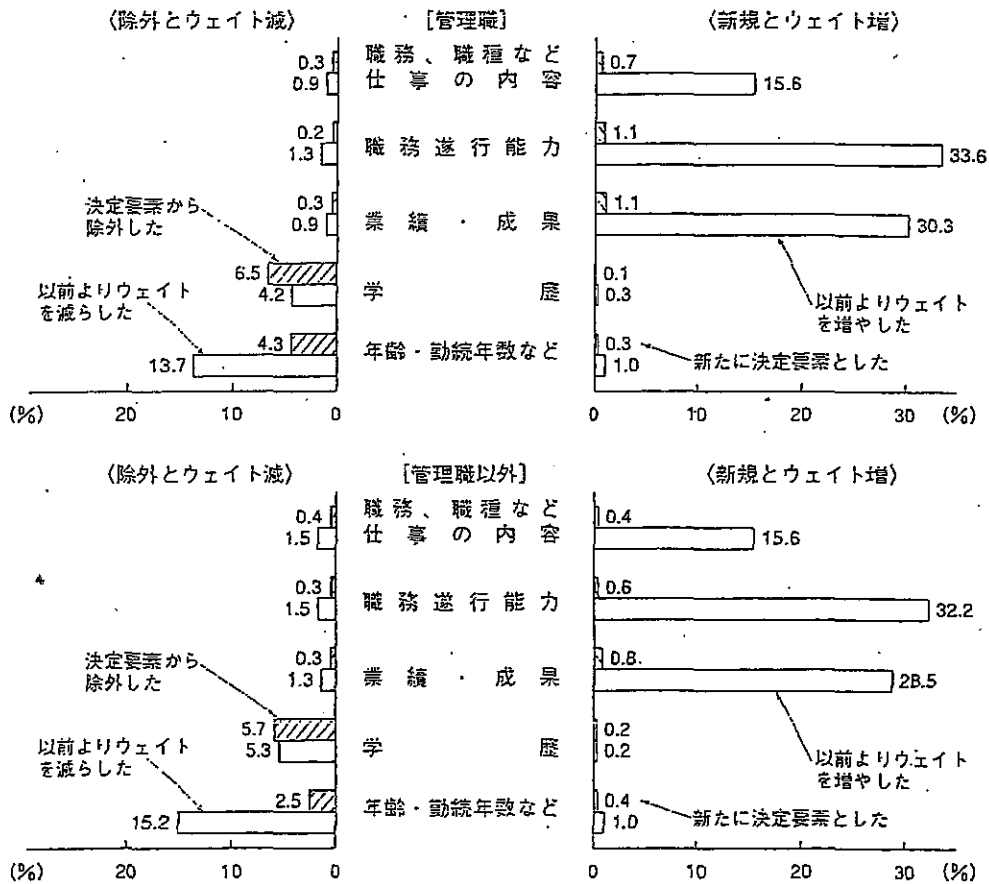 〈除外とウェイト減〉 [管理職] 〈新規とウェイト増〉
0.3 職務、職種など 0.7
0.9 仕事の内容 15.6
0.2 1.1
1.3 職務遂行能力 33.6
決定要素から 0.3 1.1
除外した 0.9 業績・成果 30.3
6.5 0.1
以前よりウェイト 4.2 学歴 0.3 以前よりウェイト
を減らした を増やした
4.3 年齢・勤続年数など 0.3 新たに決定要素とした
13.7 1.0
(%) 20 10 0 0 10 20 30 (%)
〈除外とウェイト減〉 [管理職以外] 〈新規とウェイト増〉
0.4 職務、職種など 0.4
1.5 仕事の内容 15.6
0.3 0.6
1.5 職務遂行能力 32.2
決定要素から 0.3 0.8
除外した 1.3 業績・成果 28.5
5.7 0.2
以前よりウェイト 5.3 学歴 0.2 以前よりウェイト
を減らした を増やした
2.5 年齢・勤続年数など 0.4 新たに決定要素とした
15.2 1.0
(%) 20 10 0 0 10 20 30 (%)